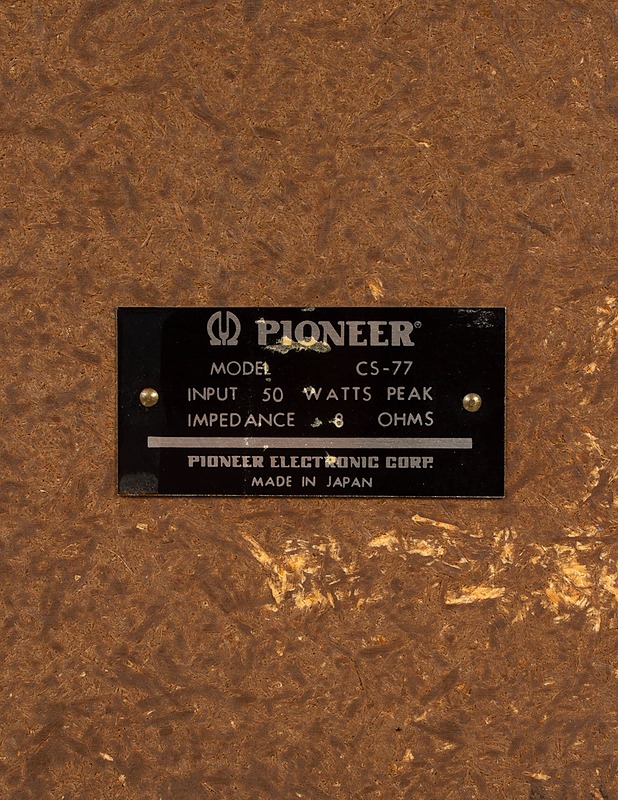 PIONEER®
MODEL CS-77
INPUT 50 WATTS PEAK
IMPEDANCE 8 OHMS
PIONEER ELECTRONIC CORP.
MADE IN JAPAN